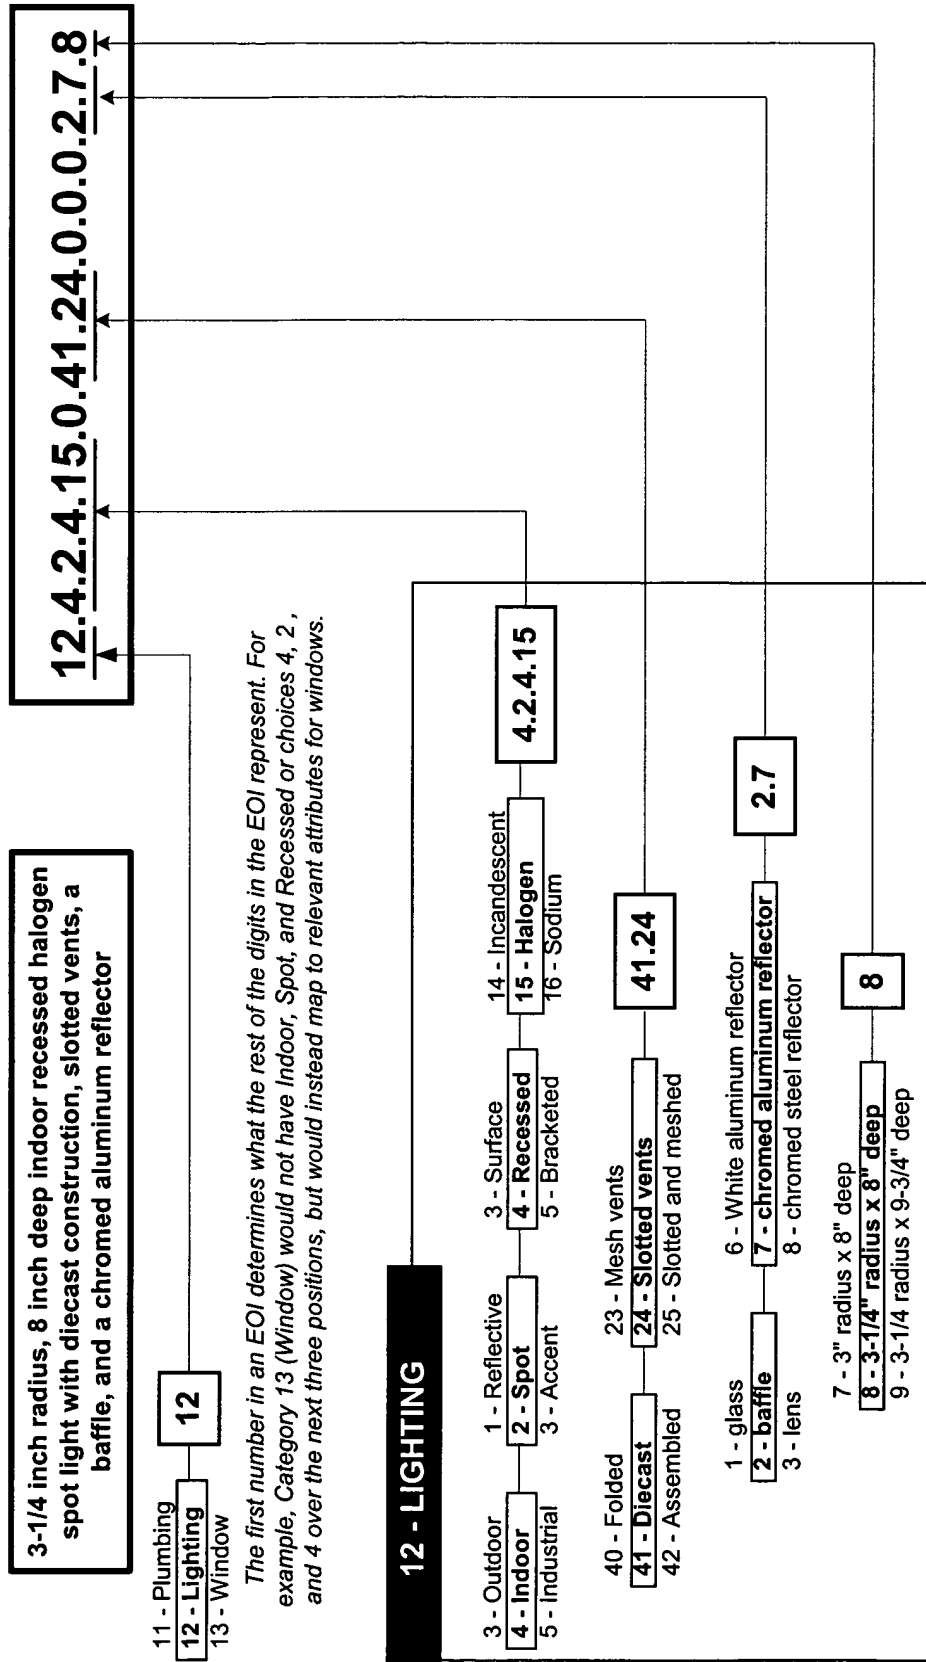 3-1/4 inch radius, 8 inch deep indoor recessed halogen
spot light with diecast construction, slotted vents, a
baffle, and a chromed aluminum reflector
12.4.2.4.15.0.41.24.0.0.0.2.7.8
11 - Plumbing
12 - Lighting
13 - Window
12
The first number in an EOI determines what the rest of the digits in the EOI represent. For
example, Category 13 (Window) would not have Indoor, Spot, and Recessed or choices 4, 2 ,
and 4 over the next three positions, but would instead map to relevant attributes for windows.
12 - LIGHTING
3 - Outdoor
4 - Indoor
5 - Industrial
1 - Reflective
2 - Spot
3 - Accent
3 - Surface
4 - Recessed
5 - Bracketed
14 - Incandescent
15 - Halogen
16 - Sodium
4.2.4.15
40 - Folded
41 - Diecast
42 - Assembled
23 - Mesh vents
24 - Slotted vents
25 - Slotted and meshed
41.24
1 - glass
2 - baffle
3 - lens
6 - White aluminum reflector
7 - chromed aluminum reflector
8 - chromed steel reflector
2.7
7 - 3" radius x 8" deep
8 - 3-1/4" radius x 8" deep
9 - 3-1/4 radius x 9-3/4" deep
8